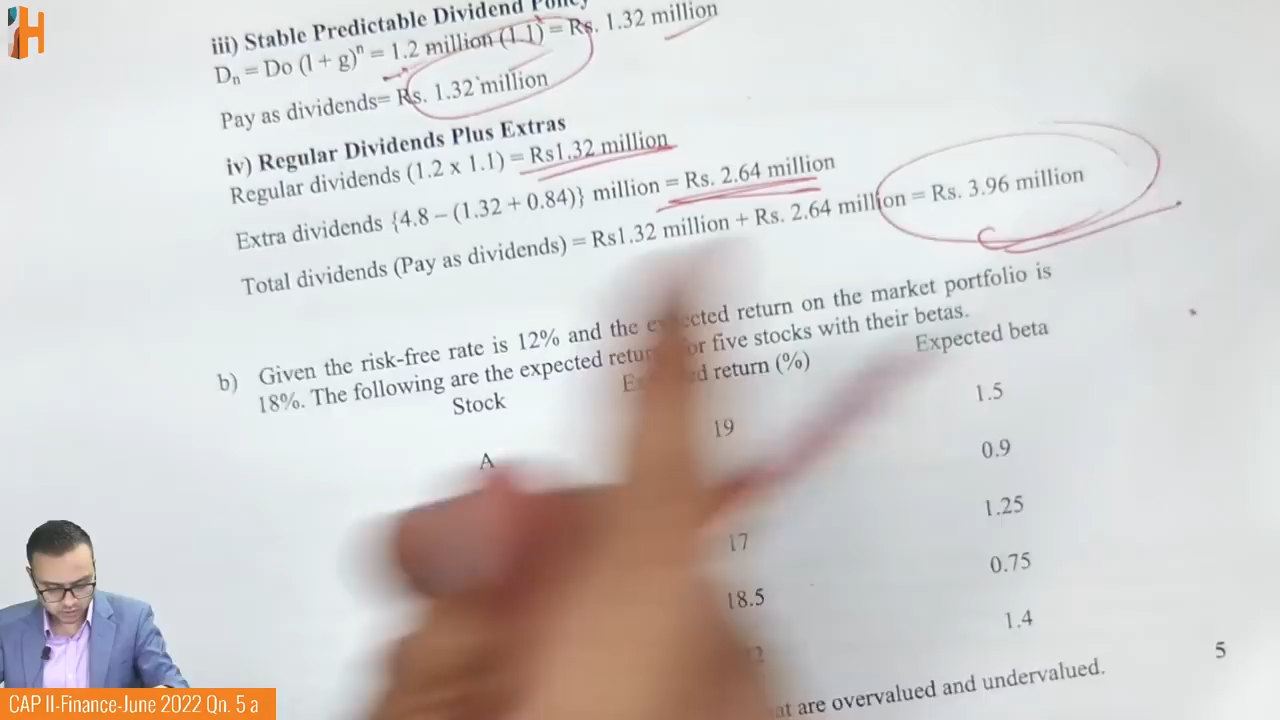 H
iii) Stable Predictable Dividend Policy
Dn = Do (1 + g)^n = 1.2 million (1.1) = Rs. 1.32 million
Pay as dividends= Rs. 1.32 million
iv) Regular Dividends Plus Extras
Regular dividends (1.2 x 1.1) = Rs1.32 million
Extra dividends {4.8 – (1.32 + 0.84)} million = Rs. 2.64 million
Total dividends (Pay as dividends) = Rs1.32 million + Rs. 2.64 million = Rs. 3.96 million
b) Given the risk-free rate is 12% and the expected return on the market portfolio is
18%. The following are the expected return for five stocks with their betas.
Stock return (%) Expected beta
A 19 1.5
0.9
17 1.25
18.5 0.75
1.4
are overvalued and undervalued. 5
CAP II-Finance-June 2022 Qn. 5 a